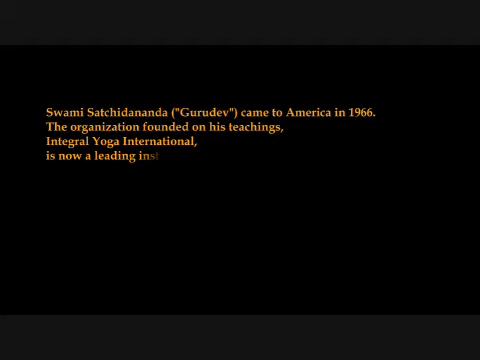 Swami Satchidananda ("Gurudev") came to America in 1966.
The organization founded on his teachings,
Integral Yoga International,
is now a leading inst